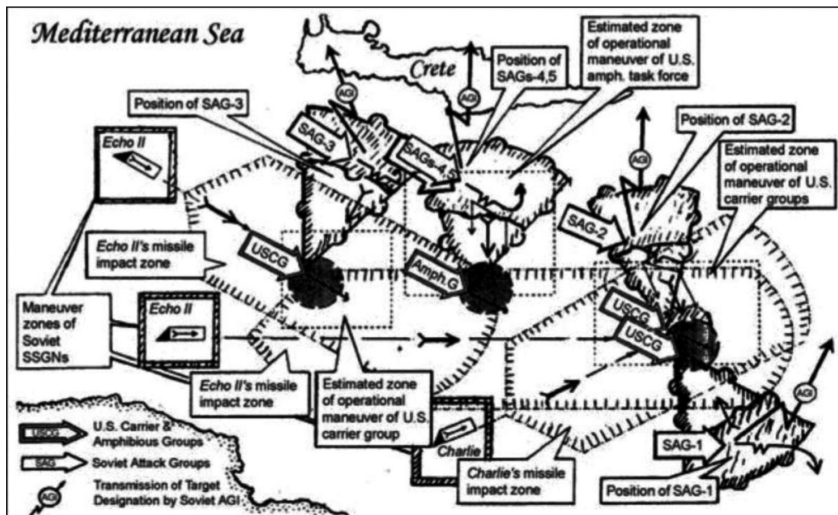 Mediterranean Sea
Crete
Estimated zone
of operational
maneuver of U.S.
amph. task force
Position of
SAGs-4,5
Position of SAG-3
AGI
AGI
Position of SAG-2
Echo II
SAG-3
SAGs-4,5
AGI
Estimated zone
of operational
maneuver of U.S.
carrier groups
SAG-2
Echo II's missile
impact zone
USCG
Amph.G
Maneuver
zones of
Soviet
SSGNs
Echo II
USCG
USCG
Echo II's missile
impact zone
Estimated zone
of operational
maneuver of U.S.
carrier group
AGI
USCG
U.S. Carrier &
Amphibious Groups
Charlie
SAG-1
SAG
Soviet Attack Groups
Charlie's missile
impact zone
Position of SAG-1
AGI
Transmission of Target
Designation by Soviet AGI